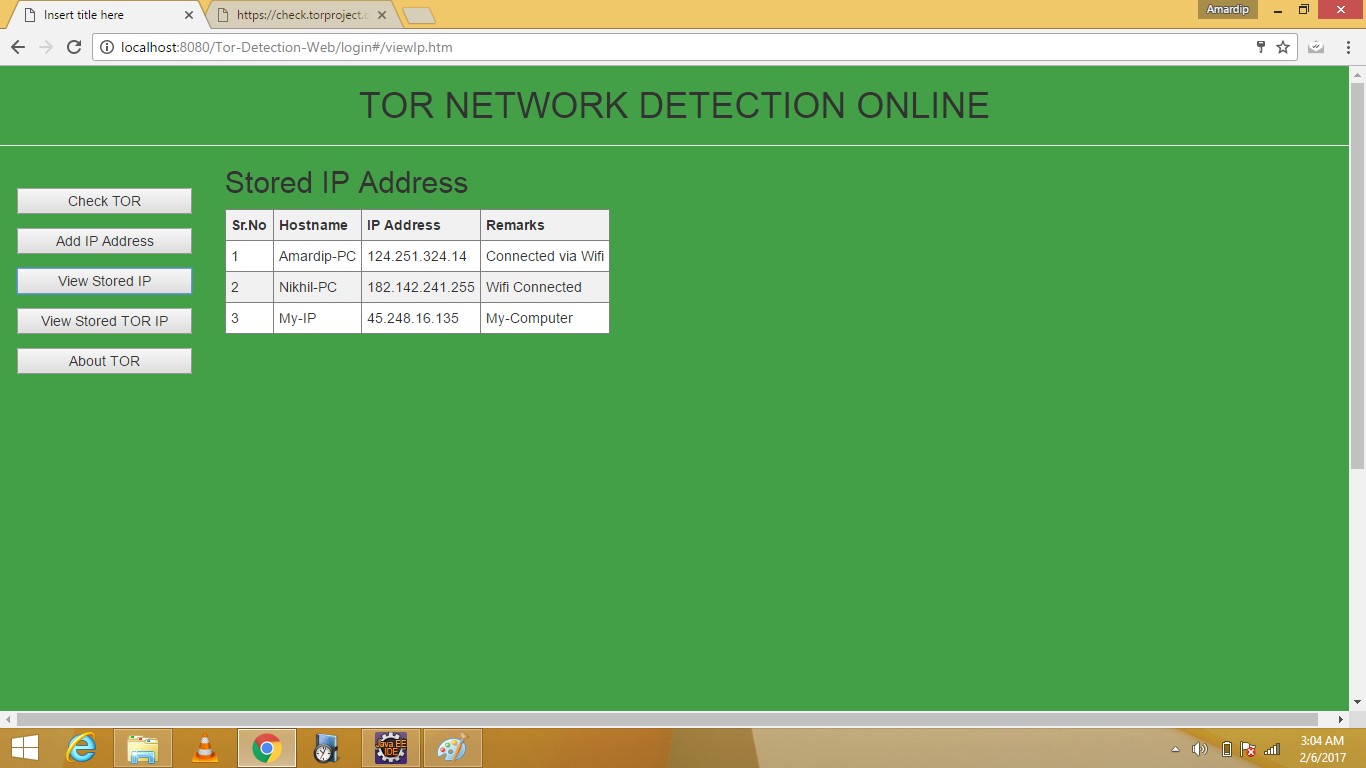 Insert title here
https://check.torproject.o
Amardip
localhost:8080/Tor-Detection-Web/login#/viewIp.htm
TOR NETWORK DETECTION ONLINE
Check TOR
Add IP Address
View Stored IP
View Stored TOR IP
About TOR
Stored IP Address
Sr.No Hostname IP Address Remarks
1 Amardip-PC 124.251.324.14 Connected via Wifi
2 Nikhil-PC 182.142.241.255 Wifi Connected
3 My-IP 45.248.16.135 My-Computer
Java EE
IDE
3:04 AM
2/6/2017